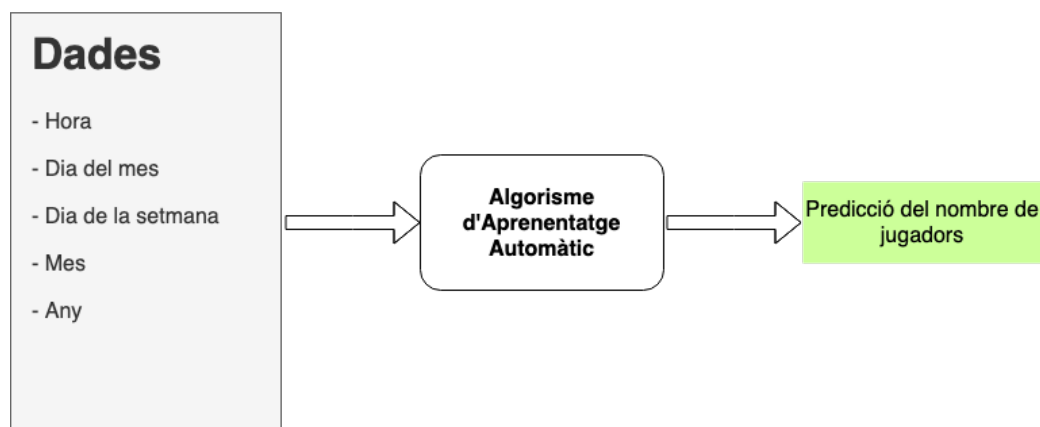 Dades
- Hora
- Dia del mes
- Dia de la setmana
- Mes
- Any
Algorisme
d'Aprenentatge
Automàtic
Predicció del nombre de
jugadors